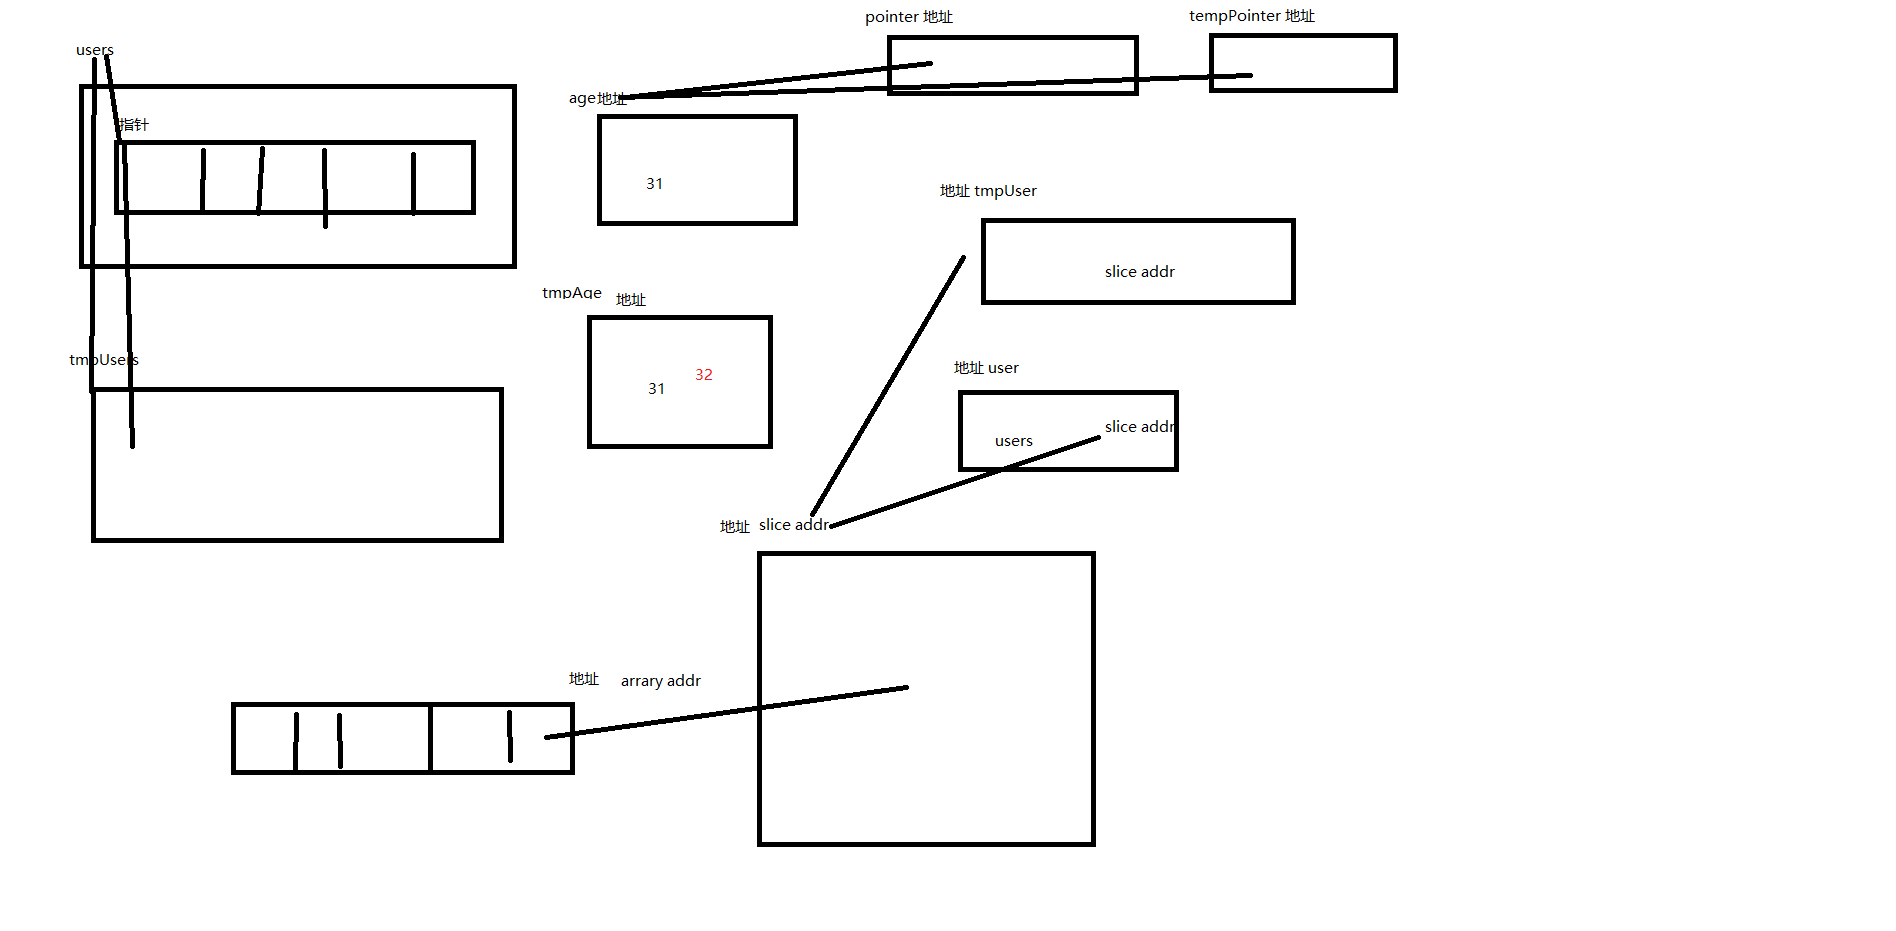 pointer 地址
tempPointer 地址
users
age地址
指针
31
地址 tmpUser
slice addr
tmpAge 地址
tmpUsers
31
32
地址 user
users
slice addr
地址 slice addr
地址 arrary addr